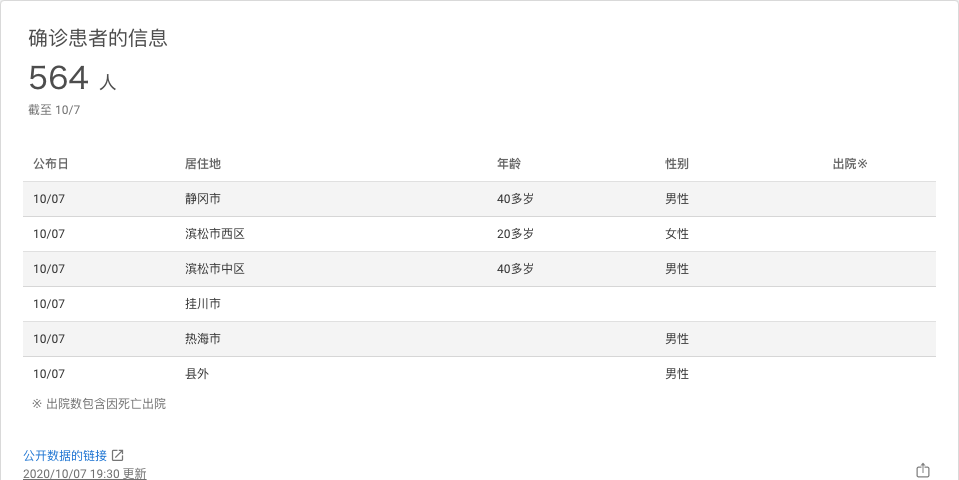 确诊患者的信息
564 人
截至 10/7
公布日 居住地 年龄 性别 出院※
10/07 静冈市 40多岁 男性
10/07 滨松市西区 20多岁 女性
10/07 滨松市中区 40多岁 男性
10/07 挂川市
10/07 热海市 男性
10/07 县外 男性
※ 出院数包含因死亡出院
公开数据的链接
2020/10/07 19:30 更新